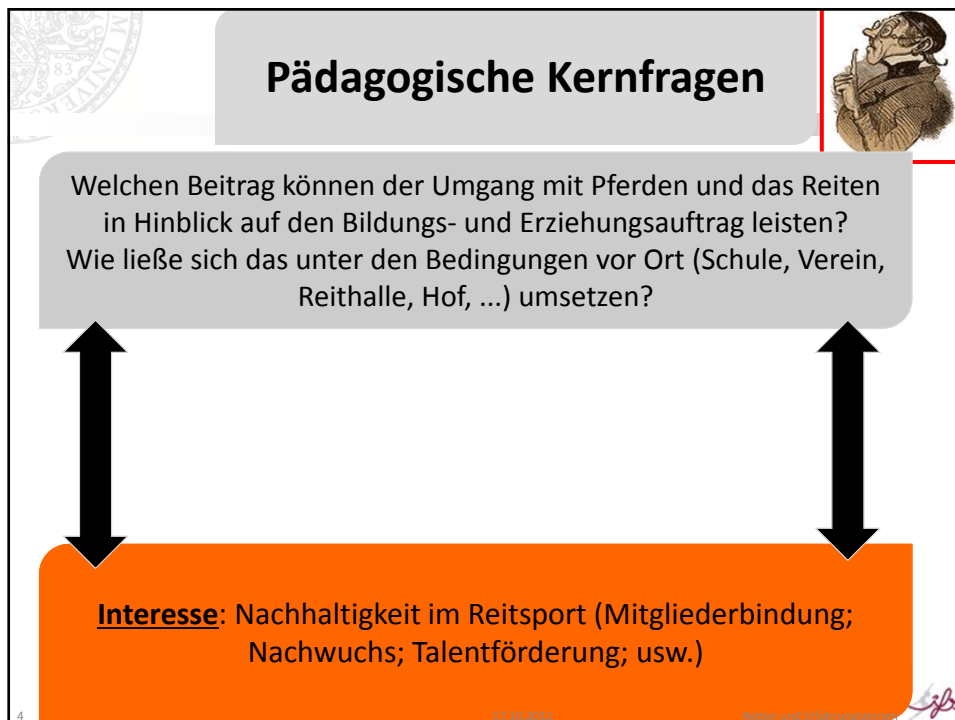 Pädagogische Kernfragen
Welchen Beitrag können der Umgang mit Pferden und das Reiten
in Hinblick auf den Bildungs- und Erziehungsauftrag leisten?
Wie ließe sich das unter den Bedingungen vor Ort (Schule, Verein,
Reithalle, Hof, ...) umsetzen?
Interesse: Nachhaltigkeit im Reitsport (Mitgliederbindung;
Nachwuchs; Talentförderung; usw.)
4